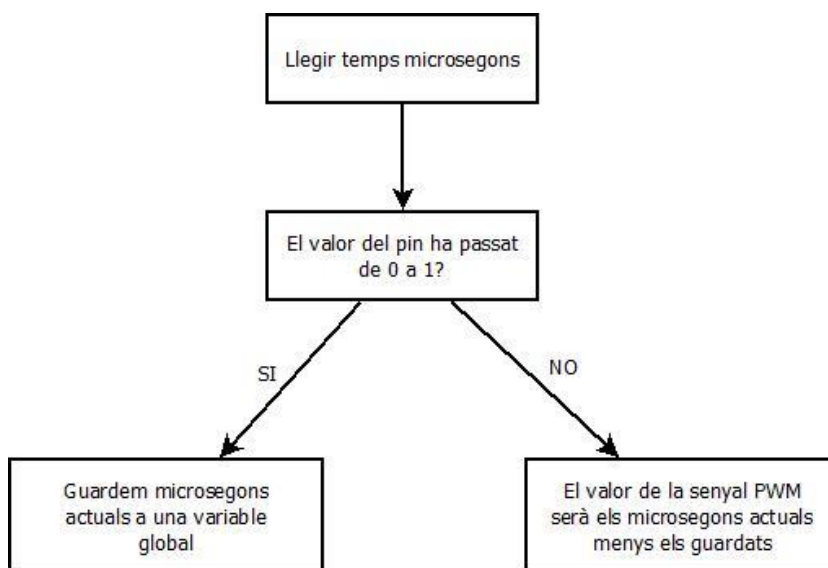 Llegir temps microsegons
El valor del pin ha passat
de 0 a 1?
SI
NO
Guardem microsegons
actuals a una variable
global
El valor de la senyal PWM
serà els microsegons actuals
menys els guardats